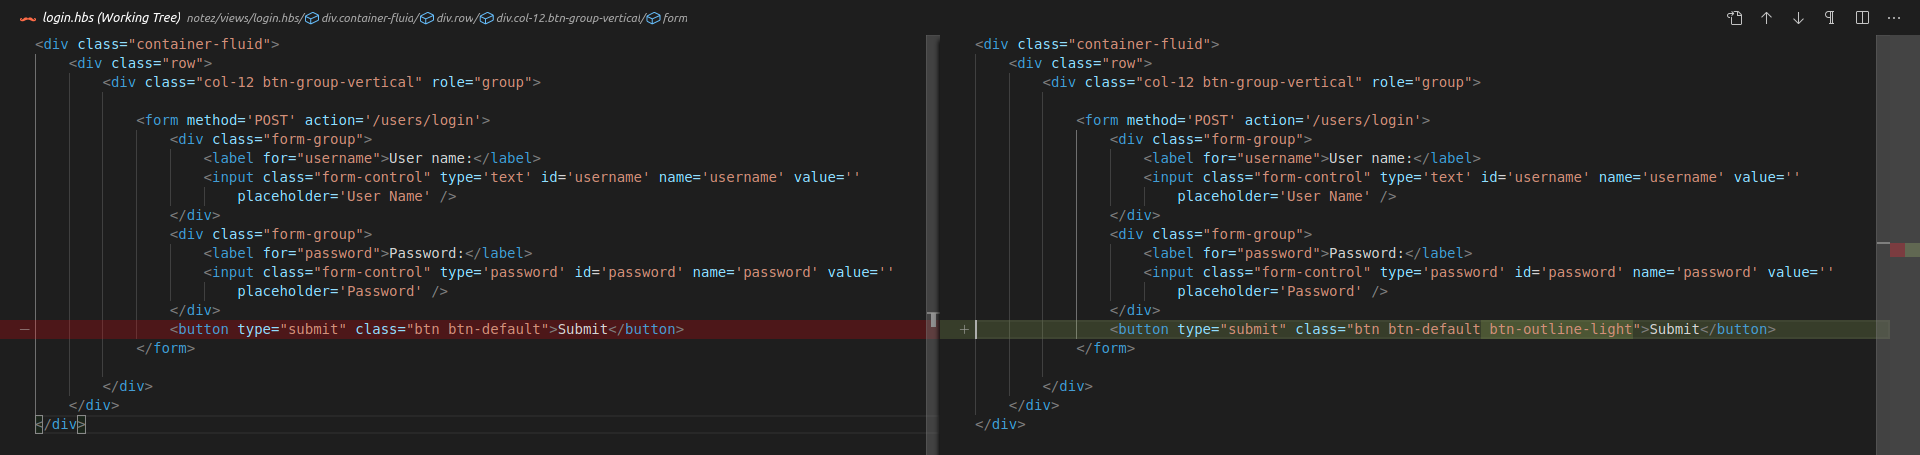 login.hbs (Working Tree) notez/views/login.hbs/ div.container-fluid/ div.row/ div.col-12.btn-group-vertical/ form
<div class="container-fluid">
<div class="row">
<div class="col-12 btn-group-vertical" role="group">
<form method='POST' action='/users/login'>
<div class="form-group">
<label for="username">User name:</label>
<input class="form-control" type='text' id='username' name='username' value=''
placeholder='User Name' />
</div>
<div class="form-group">
<label for="password">Password:</label>
<input class="form-control" type='password' id='password' name='password' value=''
placeholder='Password' />
</div>
— <button type="submit" class="btn btn-default">Submit</button>
</form>
</div>
</div>
</div>
<div class="container-fluid">
<div class="row">
<div class="col-12 btn-group-vertical" role="group">
<form method='POST' action='/users/login'>
<div class="form-group">
<label for="username">User name:</label>
<input class="form-control" type='text' id='username' name='username' value=''
placeholder='User Name' />
</div>
<div class="form-group">
<label for="password">Password:</label>
<input class="form-control" type='password' id='password' name='password' value=''
placeholder='Password' />
</div>
+ <button type="submit" class="btn btn-default btn-outline-light">Submit</button>
</form>
</div>
</div>
</div>